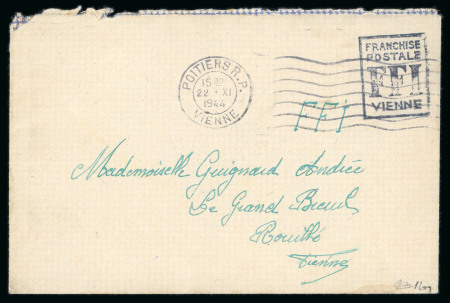 POITIERS R.P.
15 30
22 - XI
1944
VIENNE
FRANCHISE
POSTALE
FFI
VIENNE
FFI
Mademoiselle Guignard Andrée
Le Grand Breuil
Rouillé
Vienne